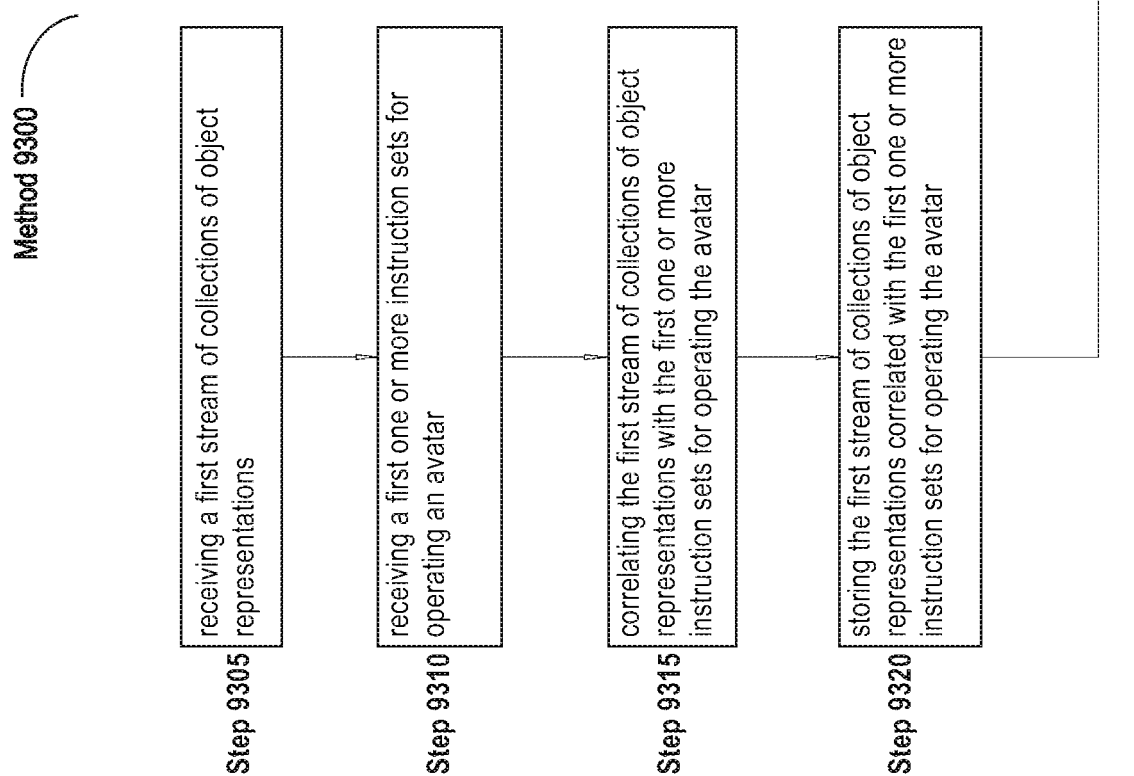 Method 9300
Step 9305
receiving a first stream of collections of object
representations
Step 9310
receiving a first one or more instruction sets for
operating an avatar
Step 9315
correlating the first stream of collections of object
representations with the first one or more
instruction sets for operating the avatar
Step 9320
storing the first stream of collections of object
representations correlated with the first one or more
instruction sets for operating the avatar